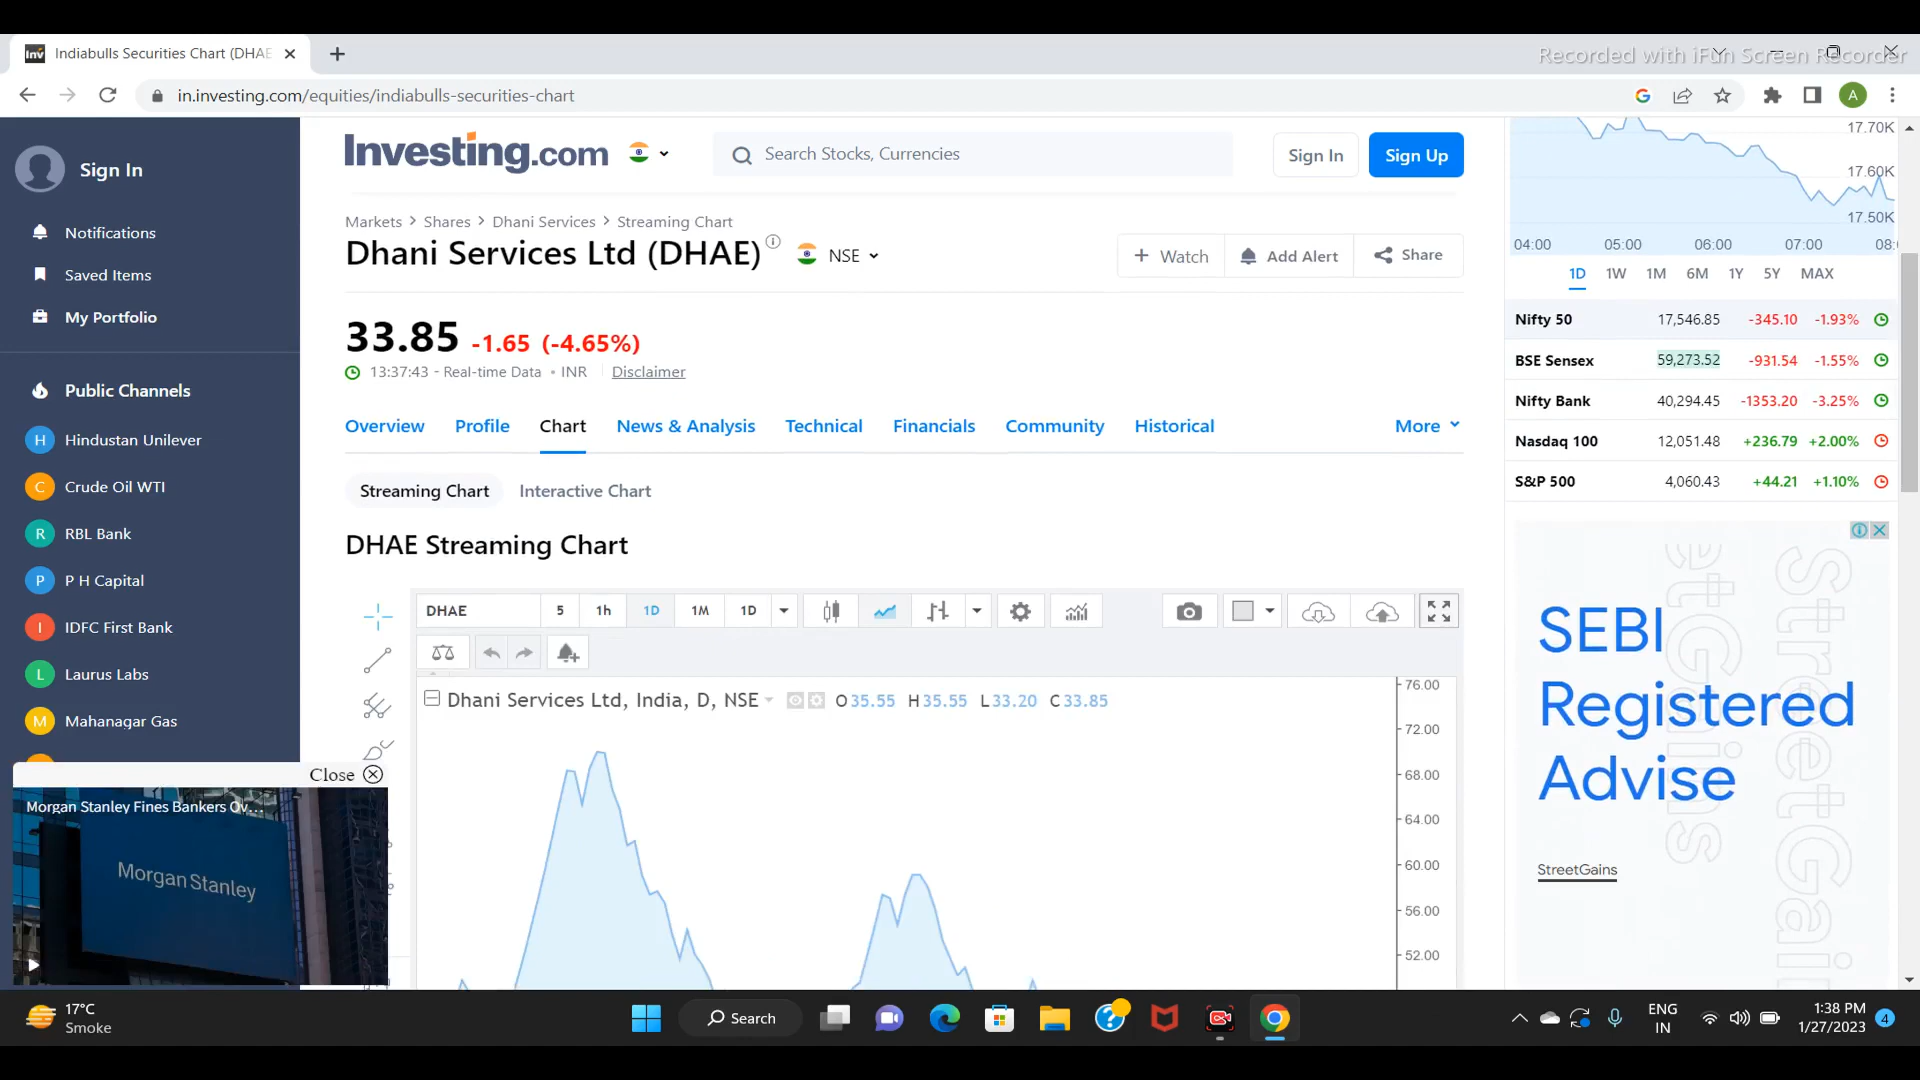 Indiabulls Securities Chart (DHAE
Recorded with iFun Screen Recorder
in.investing.com/equities/indiabulls-securities-chart
A
Sign In
Notifications
Saved Items
My Portfolio
Public Channels
H Hindustan Unilever
C Crude Oil WTI
R RBL Bank
P P H Capital
I IDFC First Bank
L Laurus Labs
M Mahanagar Gas
Close
Morgan Stanley Fines Bankers Ov...
Morgan Stanley
Investing.com
Search Stocks, Currencies
Sign In
Sign Up
Markets > Shares > Dhani Services > Streaming Chart
Dhani Services Ltd (DHAE)
NSE
+ Watch
Add Alert
Share
33.85 -1.65 (-4.65%)
13:37:43 - Real-time Data • INR
Disclaimer
Overview Profile Chart News & Analysis Technical Financials Community Historical More
Streaming Chart Interactive Chart
DHAE Streaming Chart
DHAE 5 1h 1D 1M 1D
Dhani Services Ltd, India, D, NSE O 35.55 H 35.55 L 33.20 C 33.85
76.00
72.00
68.00
64.00
60.00
56.00
52.00
17.70K
17.60K
17.50K
04:00 05:00 06:00 07:00 08:
1D 1W 1M 6M 1Y 5Y MAX
Nifty 50 17,546.85 -345.10 -1.93%
BSE Sensex 59,273.52 -931.54 -1.55%
Nifty Bank 40,294.45 -1353.20 -3.25%
Nasdaq 100 12,051.48 +236.79 +2.00%
S&P 500 4,060.43 +44.21 +1.10%
SEBI
Registered
Advise
StreetGains
StreetGain
etGains
17°C
Smoke
Search
ENG
IN
1:38 PM
1/27/2023
4